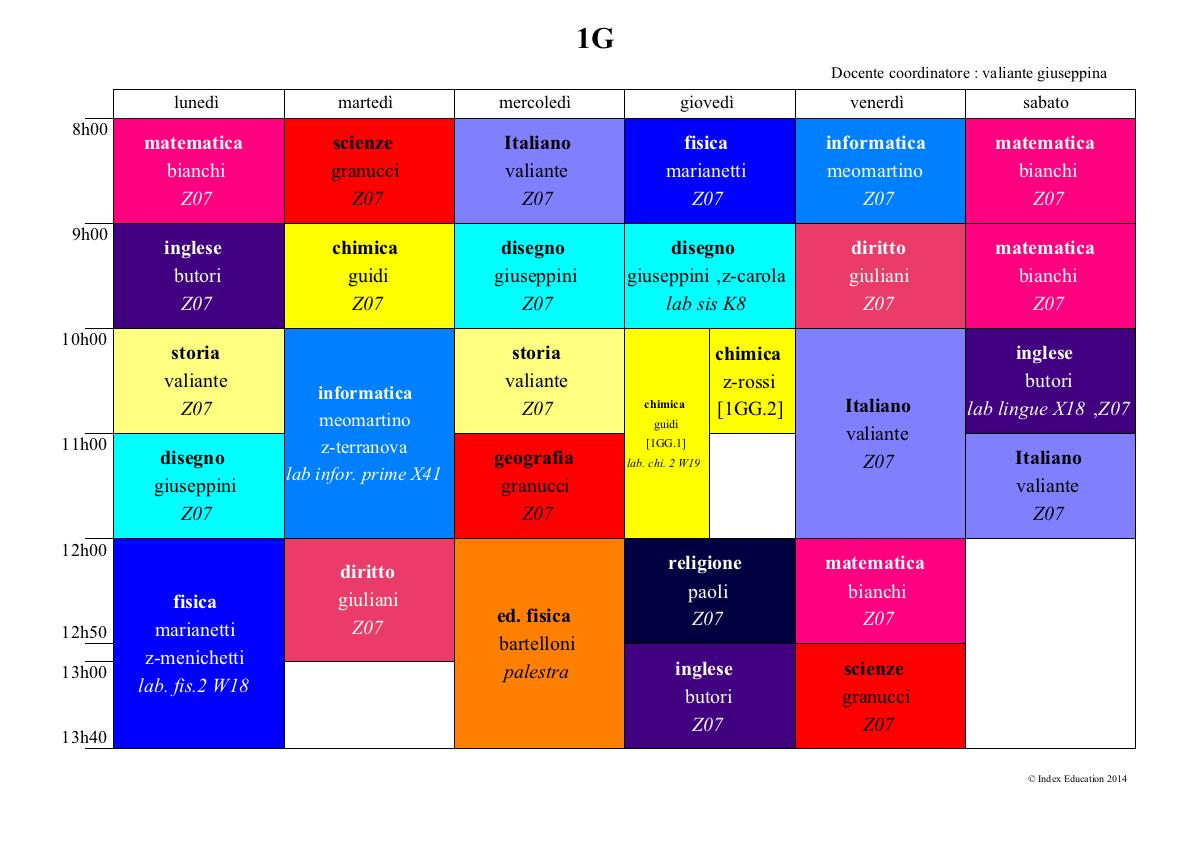 1G
Docente coordinatore : valiante giuseppina
lunedì martedì mercoledì giovedì venerdì sabato
8h00
matematica
bianchi
Z07
scienze
granucci
Z07
Italiano
valiante
Z07
fisica
marianetti
Z07
informatica
meomartino
Z07
matematica
bianchi
Z07
9h00
inglese
butori
Z07
chimica
guidi
Z07
disegno
giuseppini
Z07
disegno
giuseppini ,z-carola
lab sis K8
diritto
giuliani
Z07
matematica
bianchi
Z07
10h00
storia
valiante
Z07
informatica
meomartino
z-terranova
lab infor. prime X41
storia
valiante
Z07
chimica
guidi
[1GG.1]
lab. chi. 2 W19
chimica
z-rossi
[1GG.2]
Italiano
valiante
Z07
inglese
butori
lab lingue X18 ,Z07
11h00
disegno
giuseppini
Z07
geografia
granucci
Z07
Italiano
valiante
Z07
12h00
fisica
marianetti
z-menichetti
lab. fis.2 W18
diritto
giuliani
Z07
ed. fisica
bartelloni
palestra
religione
paoli
Z07
matematica
bianchi
Z07
12h50
13h00
inglese
butori
Z07
scienze
granucci
Z07
13h40
© Index Education 2014